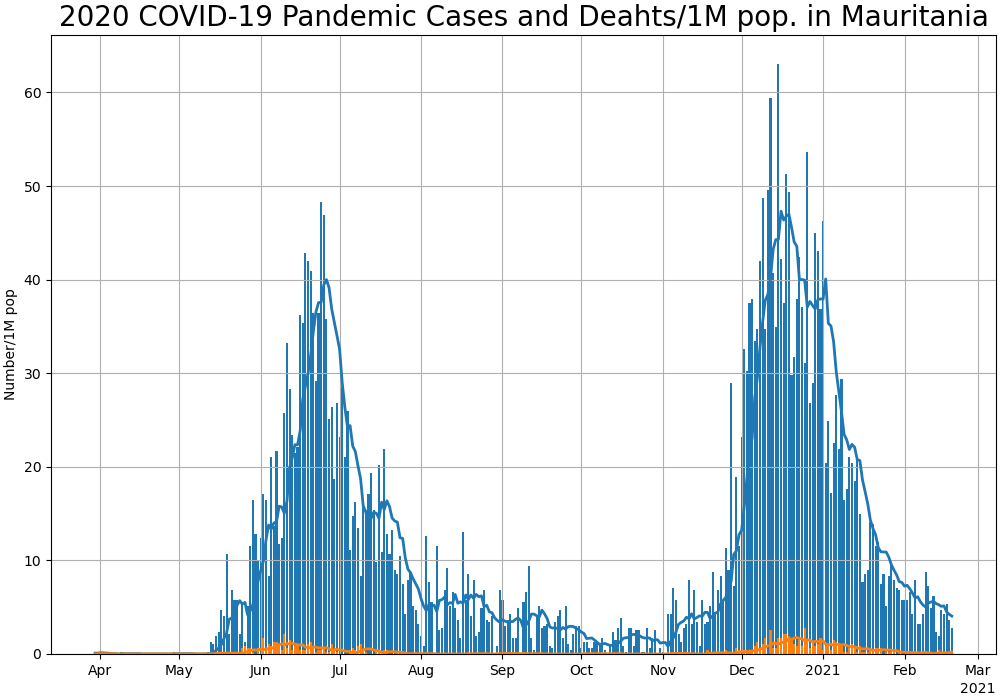 2020 COVID-19 Pandemic Cases and Deahts/1M pop. in Mauritania
Number/1M pop
60
50
40
30
20
10
0
Apr May Jun Jul Aug Sep Oct Nov Dec 2021 Feb Mar
2021